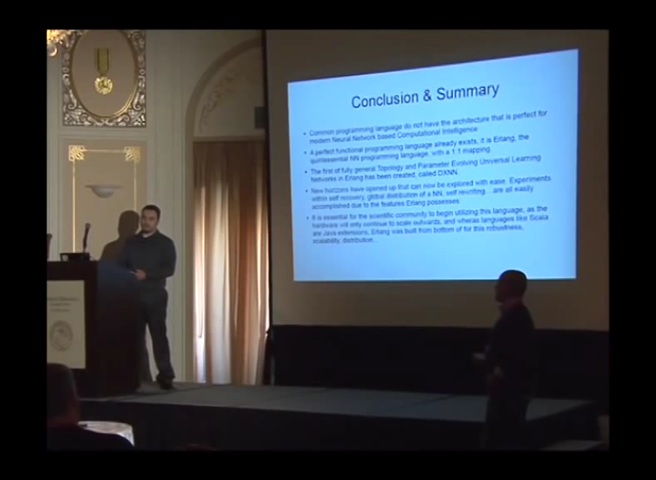 Conclusion & Summary
• Common programming language do not have the architecture that is perfect for
modern Neural Network based Computational Intelligence
• A perfect functional programming language already exists, it is Erlang, the
quintessential NN programming language, with a 1:1 mapping.
• The first of fully general Topology and Parameter Evolving Universal Learning
Networks in Erlang has been created, called DXNN.
• New horizons have opened up that can now be explored with ease. Experiments
within self recovery, global distribution of a NN, self rewriting... are all easily
accomplished due to the features Erlang possesses.
• It is essential for the scientific community to begin utilizing this language, as the
hardware will only continue to scale outwards, and wheras languages like Scala
are Java extensions, Erlang was built from bottom of for this robustness,
scalability, distribution...